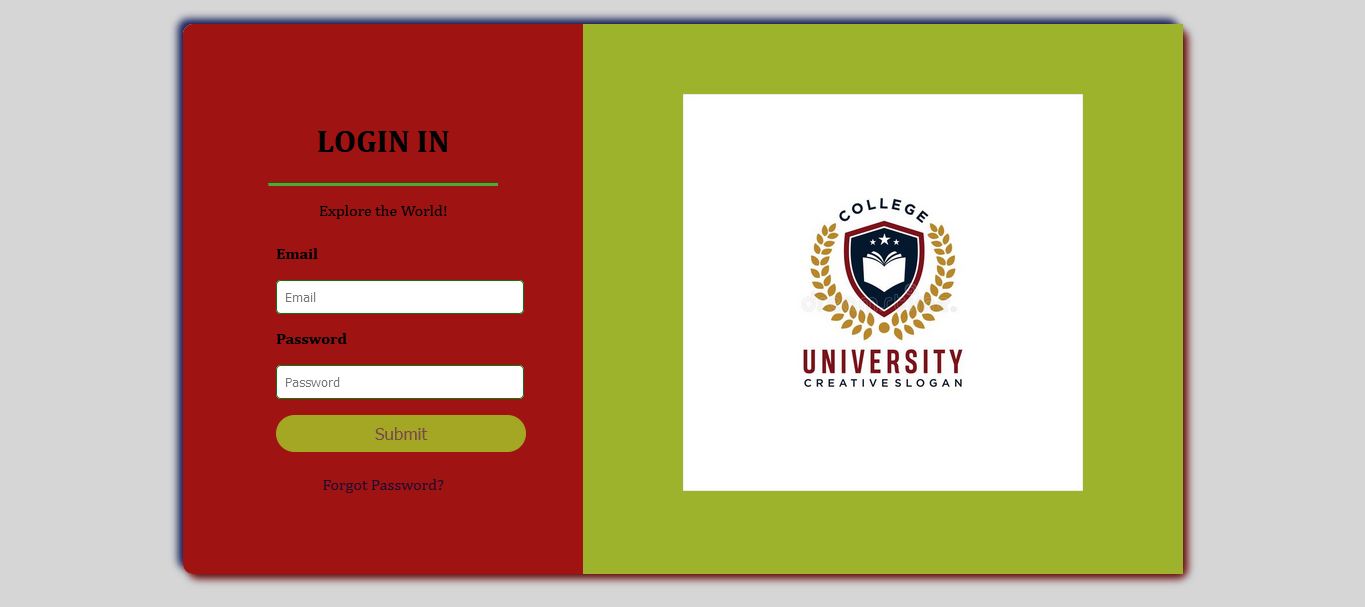 LOGIN IN
Explore the World!
Email
Email
Password
Password
Submit
Forgot Password?
COLLEGE
UNIVERSITY
CREATIVE SLOGAN